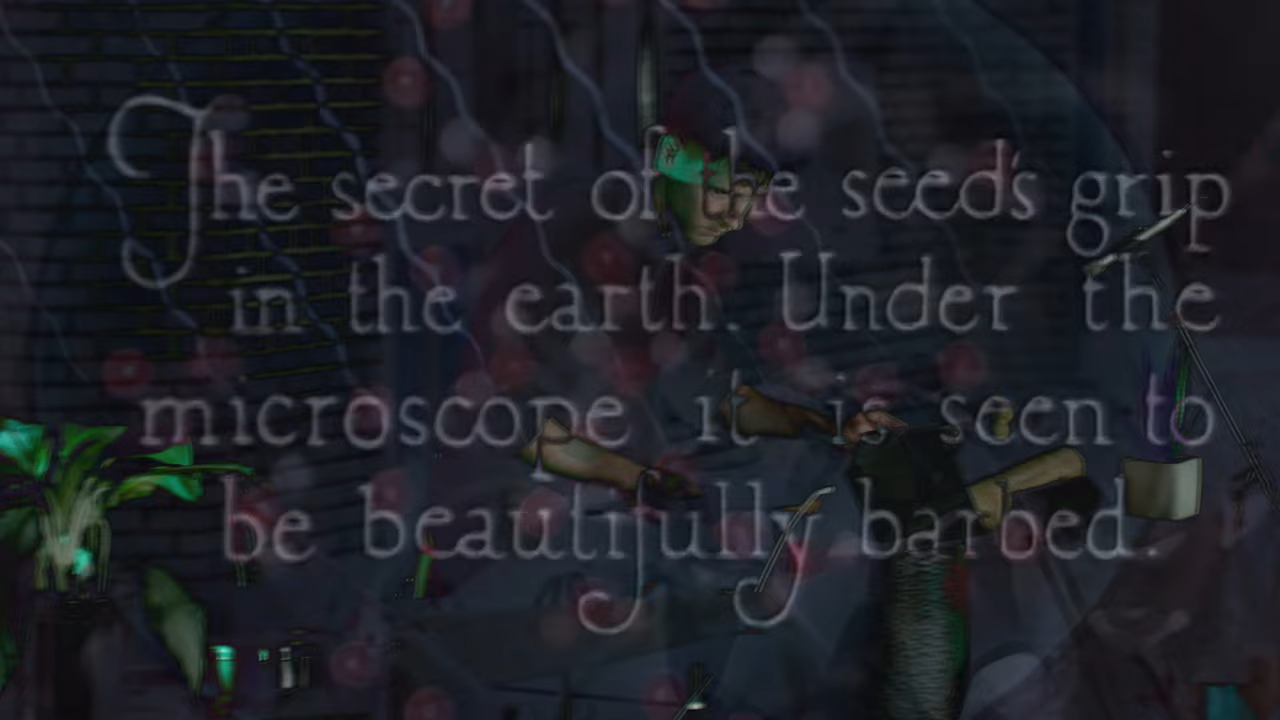 The secret of the seed's grip
in the earth. Under the
microscope it is seen to
be beautifully barbed.